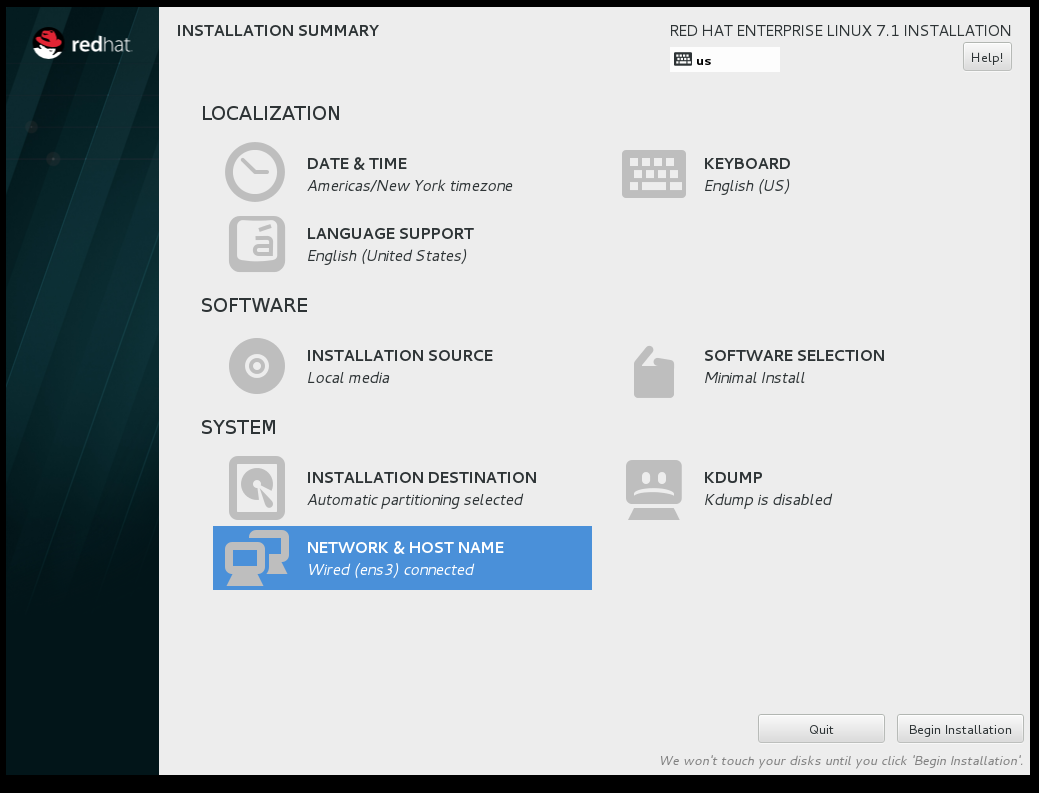 redhat
INSTALLATION SUMMARY
RED HAT ENTERPRISE LINUX 7.1 INSTALLATION
us
Help!
LOCALIZATION
DATE & TIME
Americas/New York timezone
KEYBOARD
English (US)
á
LANGUAGE SUPPORT
English (United States)
SOFTWARE
INSTALLATION SOURCE
Local media
SOFTWARE SELECTION
Minimal Install
SYSTEM
INSTALLATION DESTINATION
Automatic partitioning selected
KDUMP
Kdump is disabled
NETWORK & HOST NAME
Wired (ens3) connected
Quit
Begin Installation
We won't touch your disks until you click 'Begin Installation'.